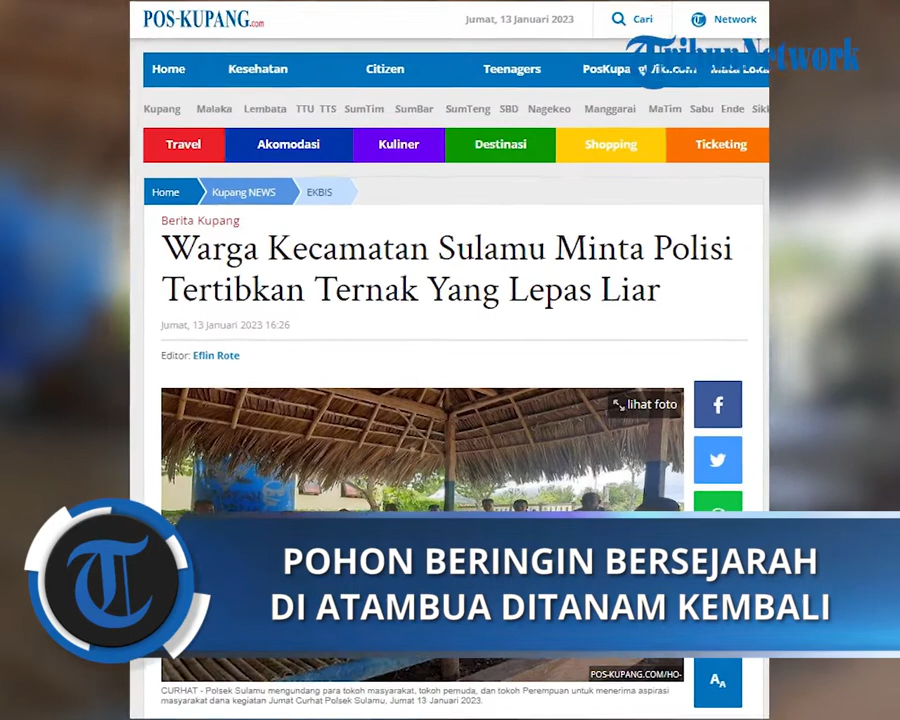 POS-KUPANG.com
Jumat, 13 Januari 2023
Cari
Network
TribunNetwork
Home
Kesehatan
Citizen
Teenagers
Kupang Malaka Lembata TTU TTS SumTim SumBar SumTeng SBD Nagekeo Manggarai MaTim Sabu Ende
Travel
Akomodasi
Kuliner
Destinasi
Shopping
Ticketing
Home
Kupang NEWS
EKBIS
Berita Kupang
Warga Kecamatan Sulamu Minta Polisi
Tertibkan Ternak Yang Lepas Liar
Jumat, 13 Januari 2023 16:26
Editor: Eflin Rote
lihat foto
POHON BERINGIN BERSEJARAH
DI ATAMBUA DITANAM KEMBALI
POS-KUPANG.COM/HO-
CURHAT - Polsek Sulamu mengundang para tokoh masyarakat, tokoh pemuda, dan tokoh Perempuan untuk menerima aspirasi
masyarakat dana kegiatan Jumat Curhat Polsek Sulamu, Jumat 13 Januari 2023.
AA